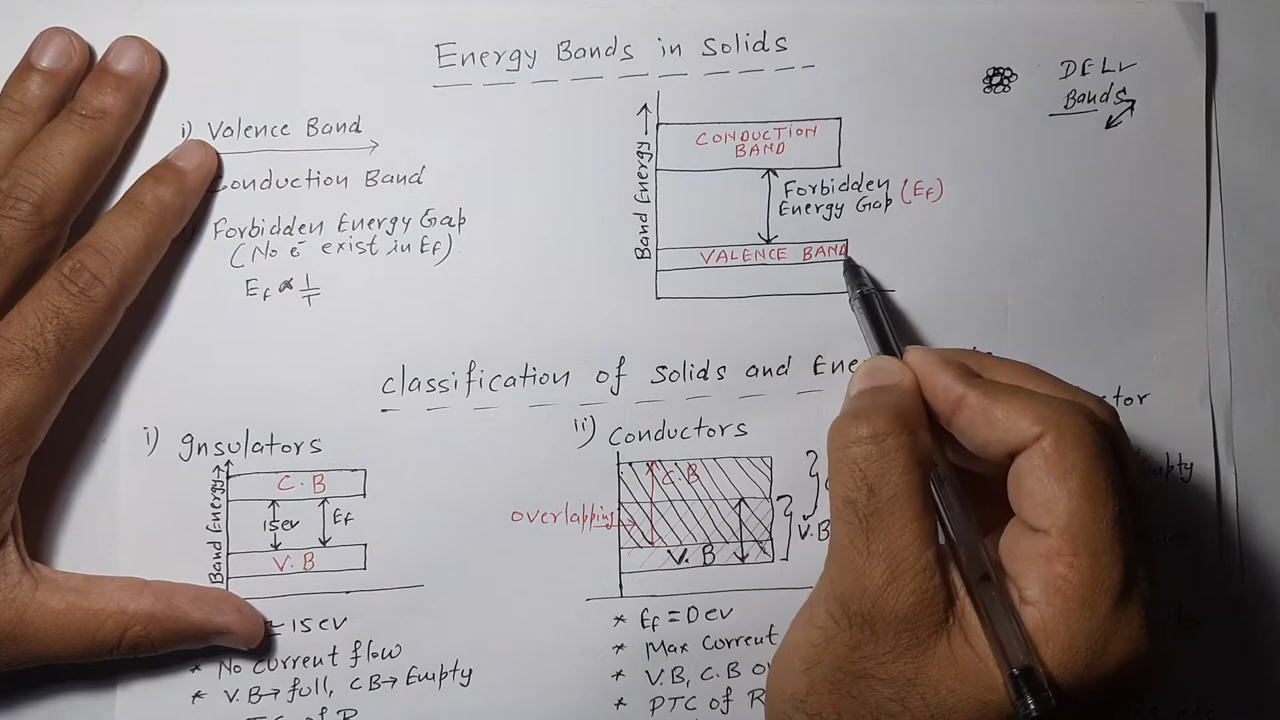 Energy Bands in Solids
DELr
Bands
i) Valence Band
Conduction Band
Forbidden Energy Gap
(No e⁻ exist in Ef)
Ef ∝ 1/T
Band Energy
CONDUCTION
BAND
Forbidden
Energy Gap (Ef)
VALENCE BAND
classification of Solids and
i) Insulators
Band Energy
C.B
15ev
Ef
V.B
15ev
* No current flow
* V.B→full, CB→Empty
of R
ii) Conductors
C.B
overlapping
V.B
V.B
* Ef = 0ev
* Max Current
* V.B, C.B
* PTC of R